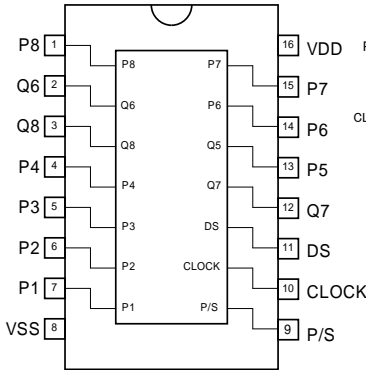 P8 1 P8 P7 16 VDD
Q6 2 Q6 P6 15 P7
Q8 3 Q8 Q5 14 P6
P4 4 P4 Q7 13 P5
P3 5 P3 DS 12 Q7
P2 6 P2 CLOCK 11 DS
P1 7 P1 P/S 10 CLOCK
VSS 8 9 P/S
CL